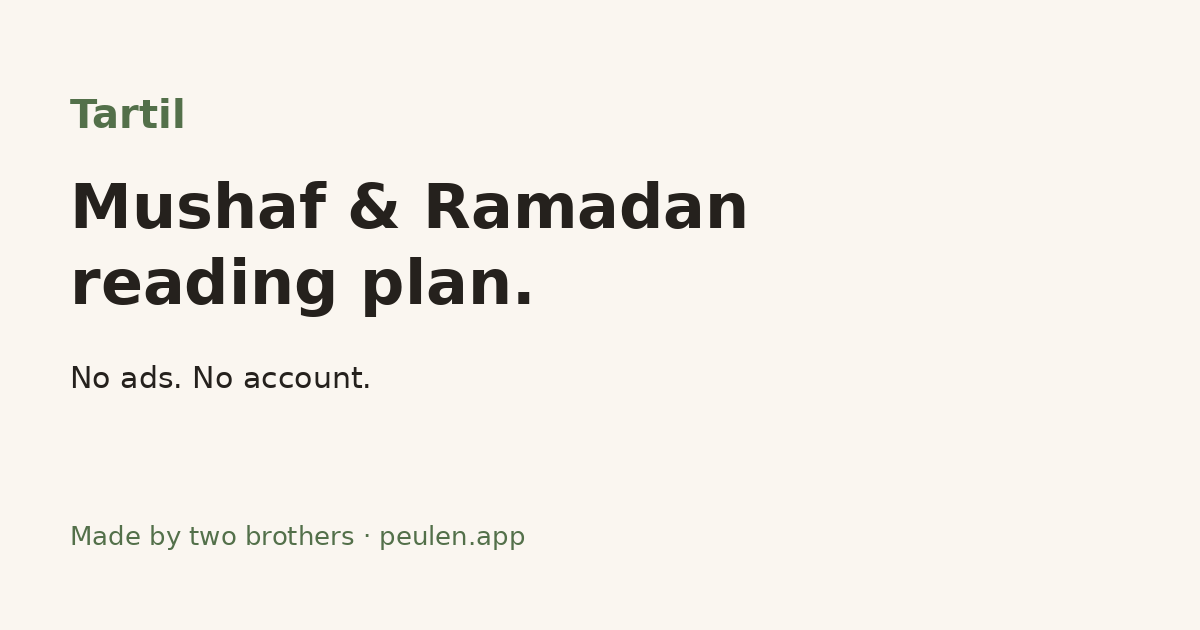 Tartil
Mushaf & Ramadan
reading plan.
No ads. No account.
Made by two brothers · peulen.app